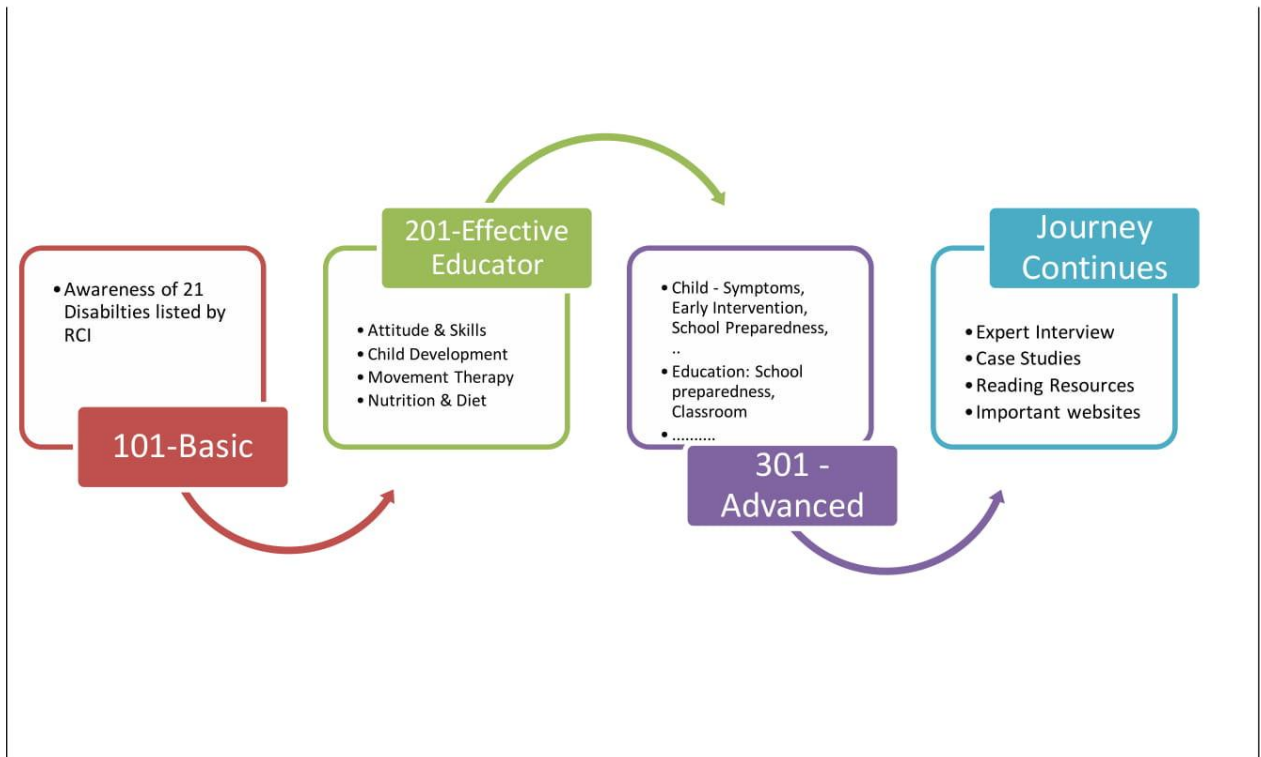 •Awareness of 21
Disabilties listed by
RCI
101-Basic
201-Effective
Educator
•Attitude & Skills
•Child Development
•Movement Therapy
•Nutrition & Diet
•Child - Symptoms,
Early Intervention,
School Preparedness,
..
•Education: School
preparedness,
Classroom
•..........
301 -
Advanced
Journey
Continues
•Expert Interview
•Case Studies
•Reading Resources
•Important websites